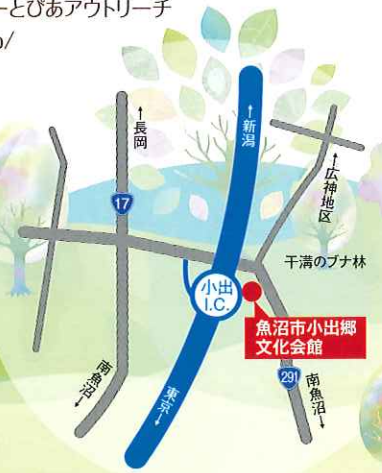 ーとぴあアウトリーチ
o/
←長岡
←新潟
←広神地区
17
干溝のブナ林
小出
I.C.
魚沼市小出郷
文化会館
291
南魚沼→
東京→
南魚沼→